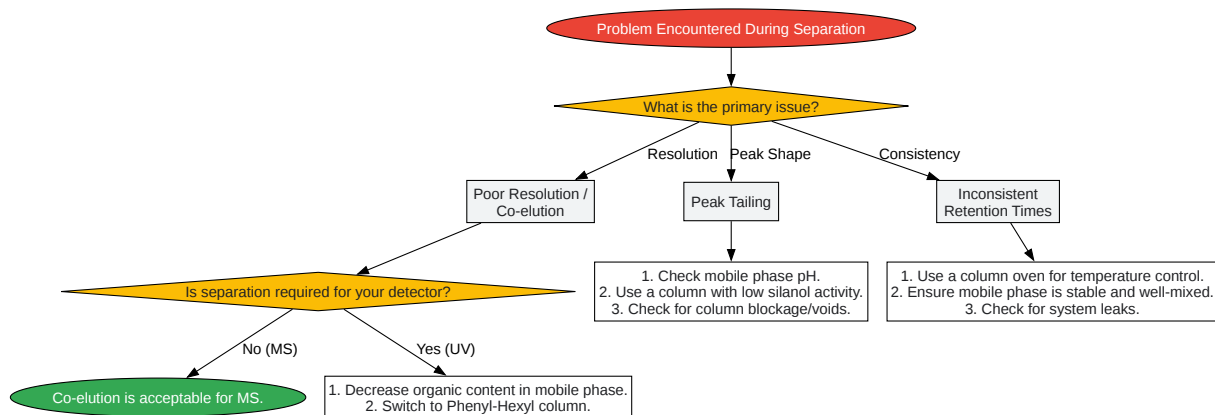 Problem Encountered During Separation
What is the primary issue?
Resolution
Peak Shape
Consistency
Poor Resolution /
Co-elution
Peak Tailing
Inconsistent
Retention Times
Is separation required for your detector?
1. Check mobile phase pH.
2. Use a column with low silanol activity.
3. Check for column blockage/voids.
1. Use a column oven for temperature control.
2. Ensure mobile phase is stable and well-mixed.
3. Check for system leaks.
No (MS)
Yes (UV)
Co-elution is acceptable for MS.
1. Decrease organic content in mobile phase.
2. Switch to Phenyl-Hexyl column.